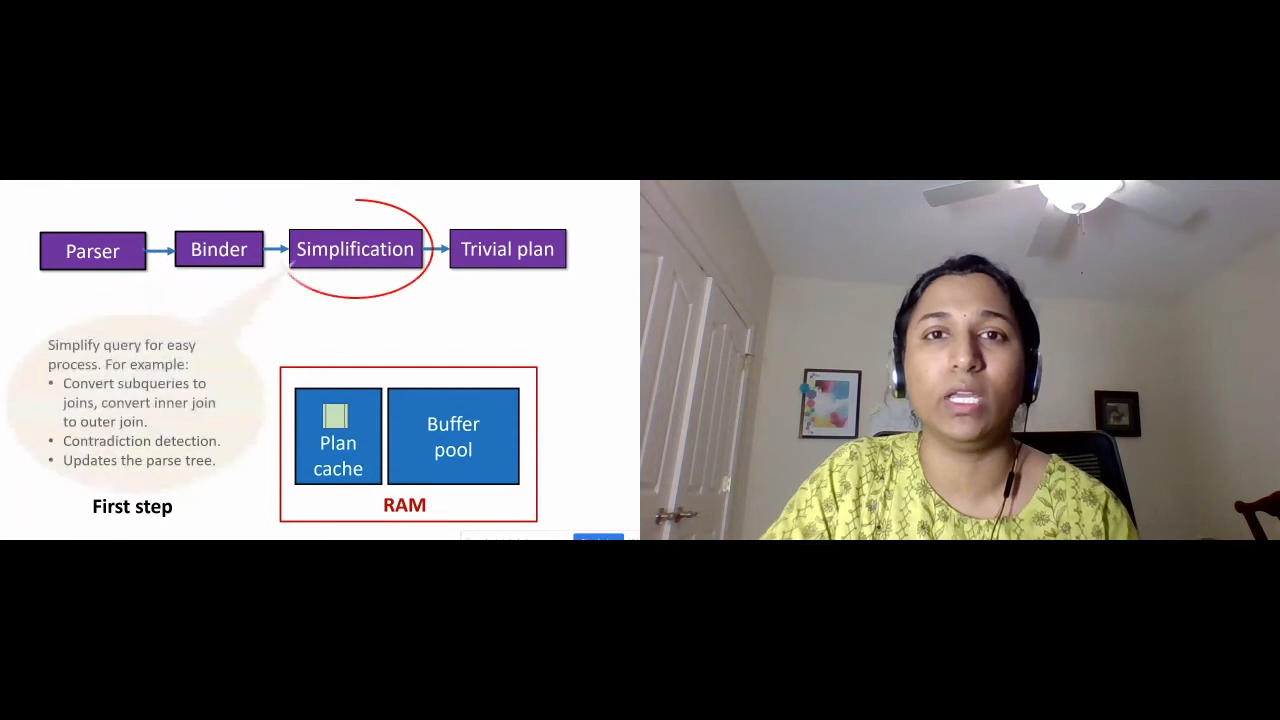 Parser
Binder
Simplification
Trivial plan
Simplify query for easy
process. For example:
• Convert subqueries to
joins, convert inner join
to outer join.
• Contradiction detection.
• Updates the parse tree.
First step
Plan
cache
Buffer
pool
RAM